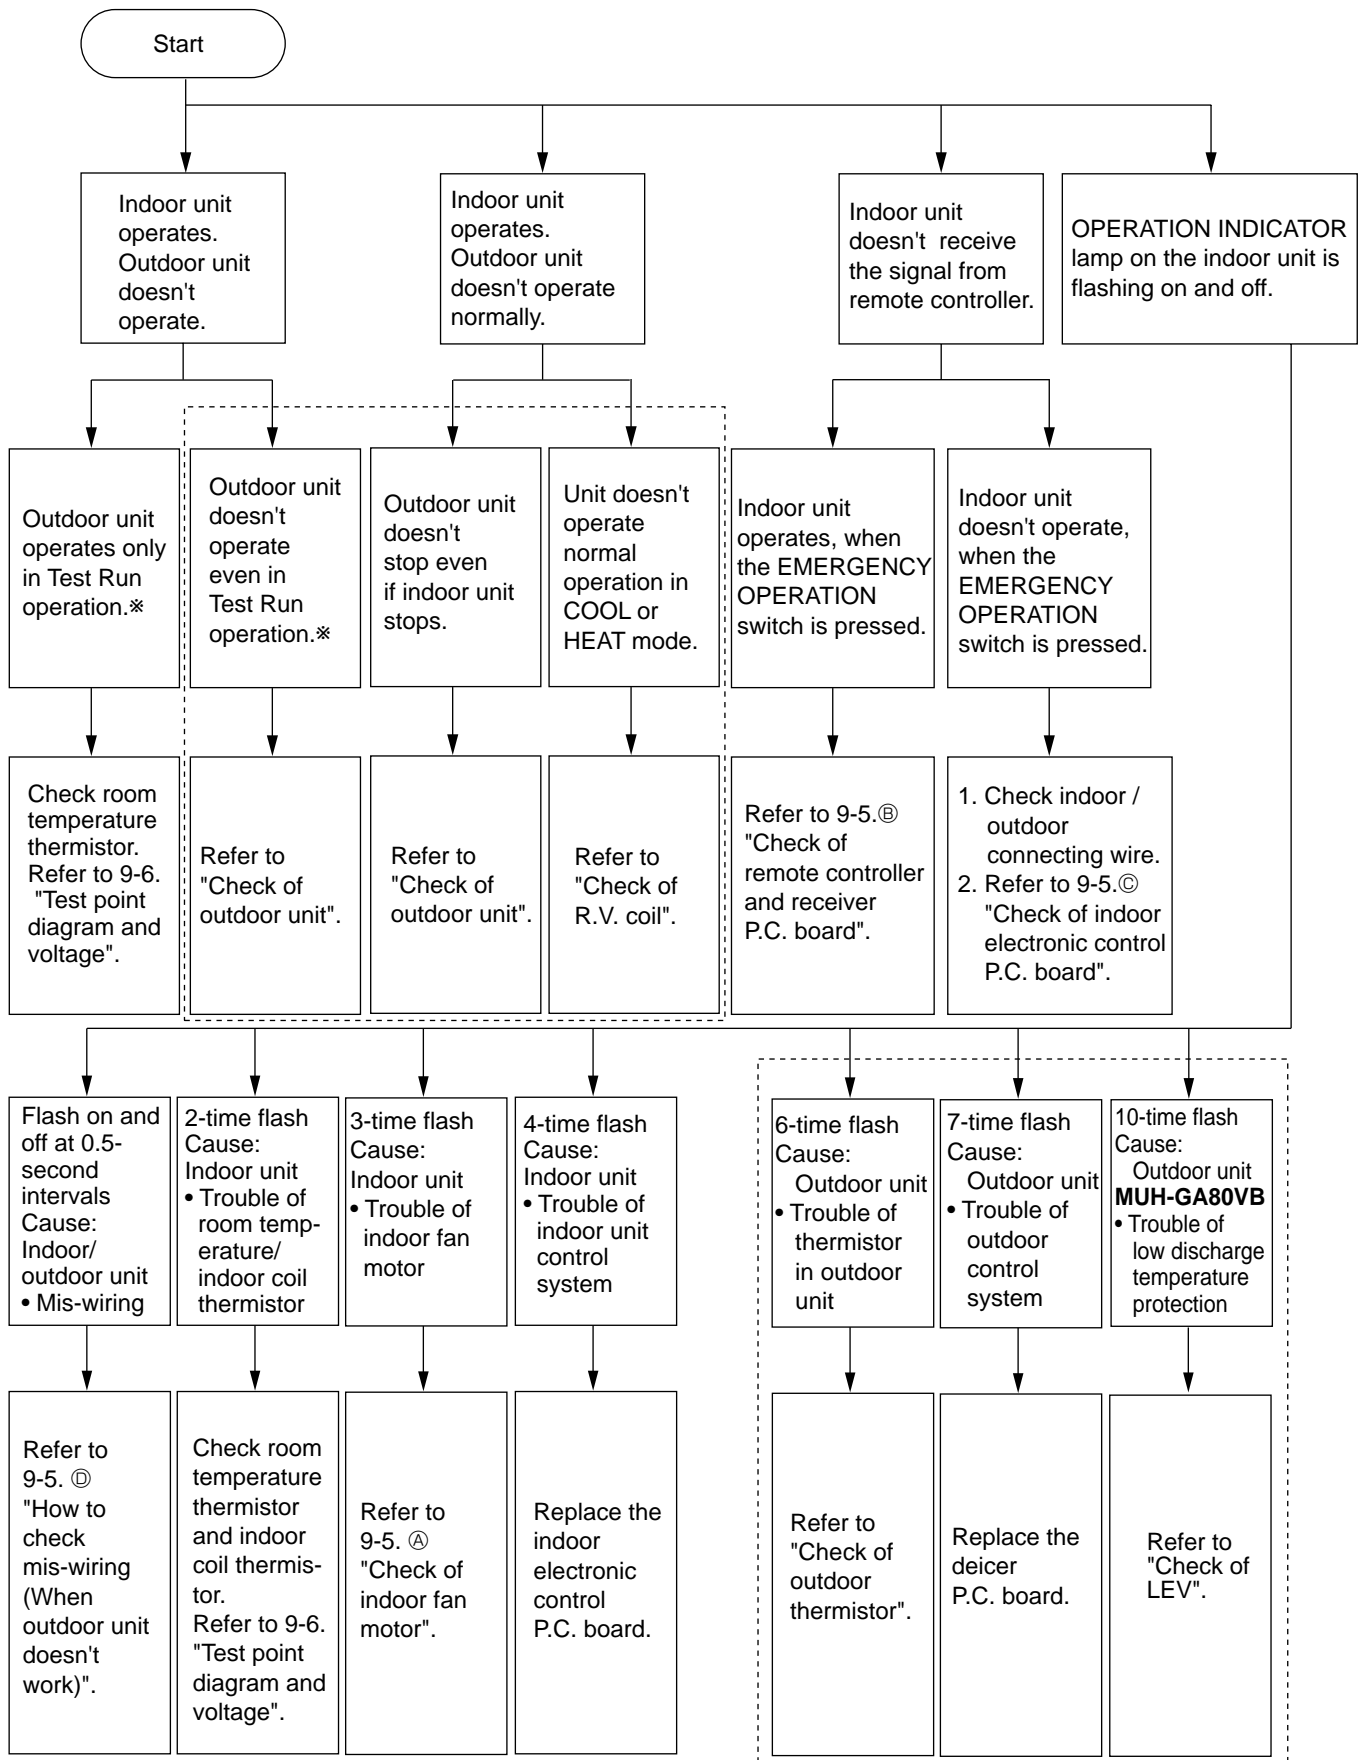 Start
Indoor unit
operates.
Outdoor unit
doesn't
operate.
Indoor unit
operates.
Outdoor unit
doesn't operate
normally.
Indoor unit
doesn't receive
the signal from
remote controller.
OPERATION INDICATOR
lamp on the indoor unit is
flashing on and off.
Outdoor unit
operates only
in Test Run
operation.※
Outdoor unit
doesn't
operate
even in
Test Run
operation.※
Outdoor unit
doesn't
stop even
if indoor unit
stops.
Unit doesn't
operate
normal
operation in
COOL or
HEAT mode.
Indoor unit
operates, when
the EMERGENCY
OPERATION
switch is pressed.
Indoor unit
doesn't operate,
when the
EMERGENCY
OPERATION
switch is pressed.
Check room
temperature
thermistor.
Refer to 9-6.
"Test point
diagram and
voltage".
Refer to
"Check of
outdoor unit".
Refer to
"Check of
outdoor unit".
Refer to
"Check of
R.V. coil".
Refer to 9-5.Ⓑ
"Check of
remote controller
and receiver
P.C. board".
1. Check indoor /
outdoor
connecting wire.
2. Refer to 9-5.Ⓒ
"Check of indoor
electronic control
P.C. board".
Flash on and
off at 0.5-
second
intervals
Cause:
Indoor/
outdoor unit
• Mis-wiring
2-time flash
Cause:
Indoor unit
• Trouble of
room temp-
erature/
indoor coil
thermistor
3-time flash
Cause:
Indoor unit
• Trouble of
indoor fan
motor
4-time flash
Cause:
Indoor unit
• Trouble of
indoor unit
control
system
6-time flash
Cause:
Outdoor unit
• Trouble of
thermistor
in outdoor
unit
7-time flash
Cause:
Outdoor unit
• Trouble of
outdoor
control
system
10-time flash
Cause:
Outdoor unit
MUH-GA80VB
• Trouble of
low discharge
temperature
protection
Refer to
9-5. Ⓓ
"How to
check
mis-wiring
(When
outdoor unit
doesn't
work)".
Check room
temperature
thermistor
and indoor
coil thermis-
tor.
Refer to 9-6.
"Test point
diagram and
voltage".
Refer to
9-5. Ⓐ
"Check of
indoor fan
motor".
Replace the
indoor
electronic
control
P.C. board.
Refer to
"Check of
outdoor
thermistor".
Replace the
deicer
P.C. board.
Refer to
"Check of
LEV".